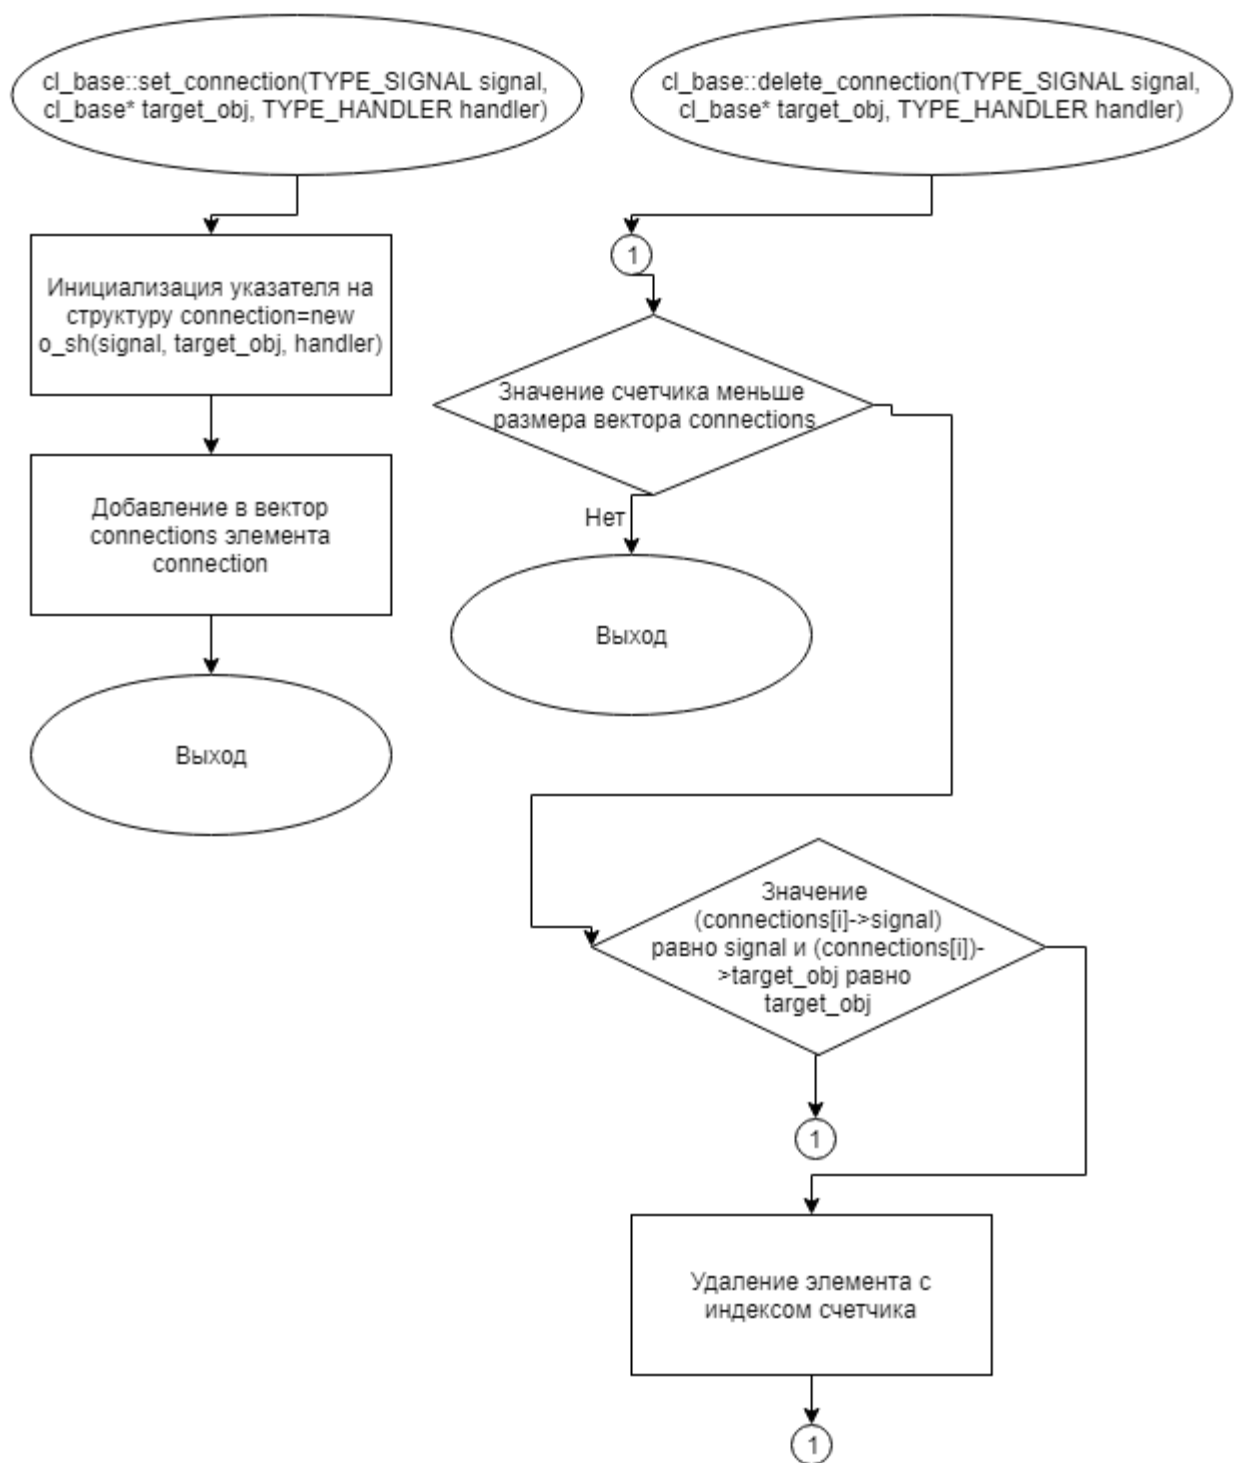 cl_base::set_connection(TYPE_SIGNAL signal,
cl_base* target_obj, TYPE_HANDLER handler)
Инициализация указателя на
структуру connection=new
o_sh(signal, target_obj, handler)
Добавление в вектор
connections элемента
connection
Выход
cl_base::delete_connection(TYPE_SIGNAL signal,
cl_base* target_obj, TYPE_HANDLER handler)
1
Значение счетчика меньше
размера вектора connections
Нет
Выход
Значение
(connections[i]->signal)
равно signal и (connections[i])-
>target_obj равно
target_obj
1
Удаление элемента с
индексом счетчика
1